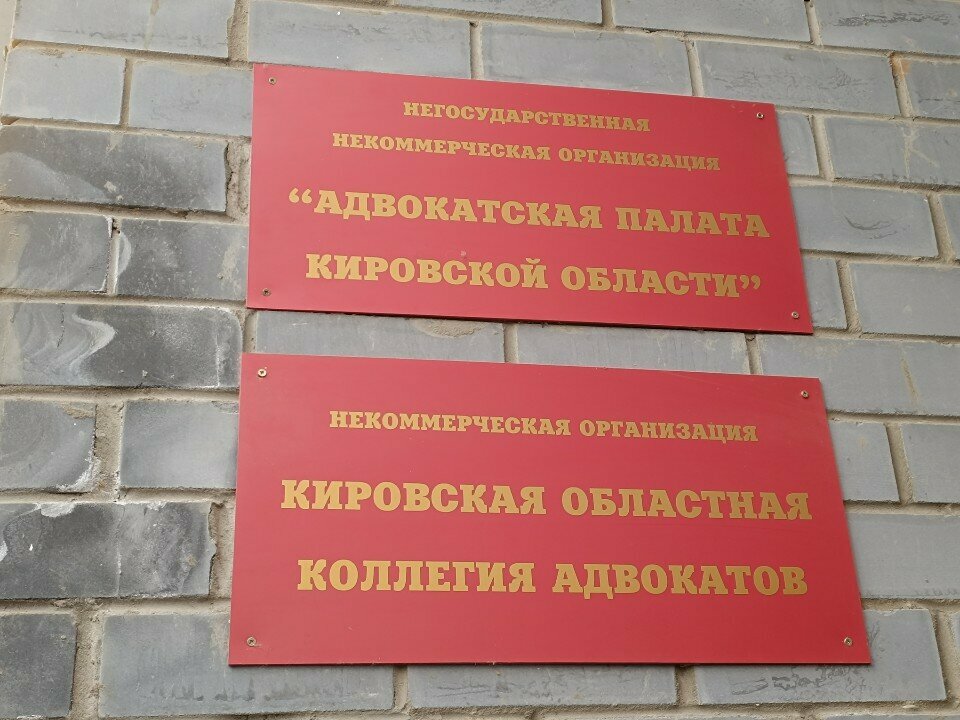 НЕГОСУДАРСТВЕННАЯ
НЕКОММЕРЧЕСКАЯ ОРГАНИЗАЦИЯ
“АДВОКАТСКАЯ ПАЛАТА
КИРОВСКОЙ ОБЛАСТИ”
НЕКОММЕРЧЕСКАЯ ОРГАНИЗАЦИЯ
КИРОВСКАЯ ОБЛАСТНАЯ
КОЛЛЕГИЯ АДВОКАТОВ